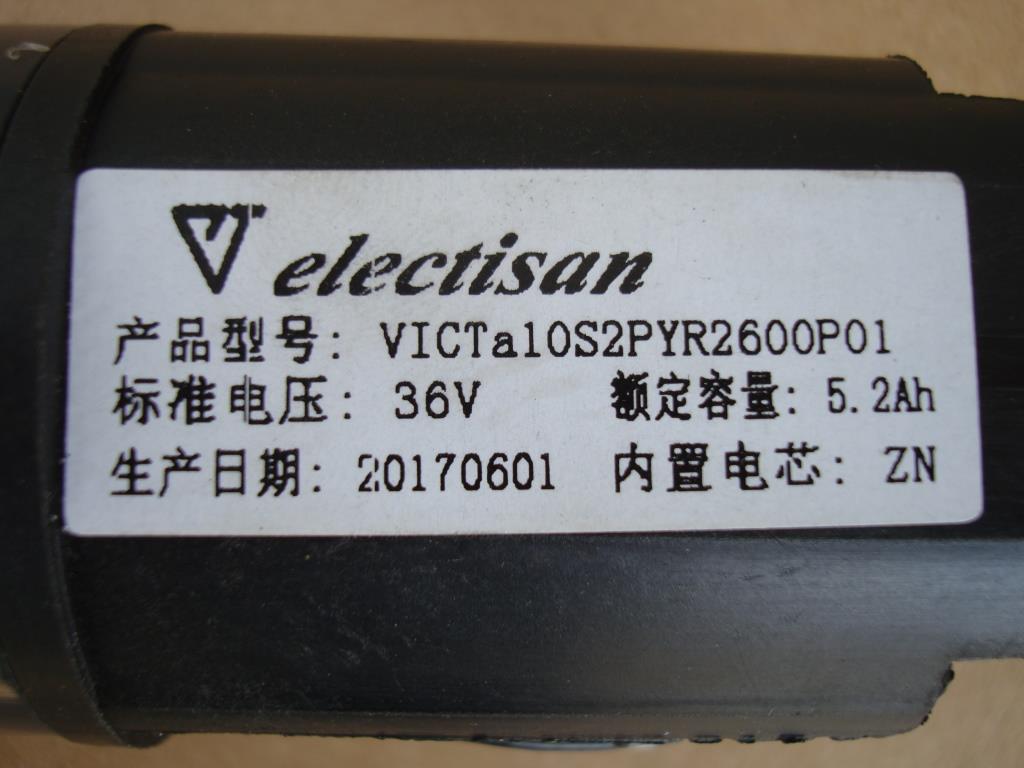 electisan
产品型号: VICTa10S2PYR2600P01
标准电压: 36V 额定容量: 5.2Ah
生产日期: 20170601 内置电芯: ZN